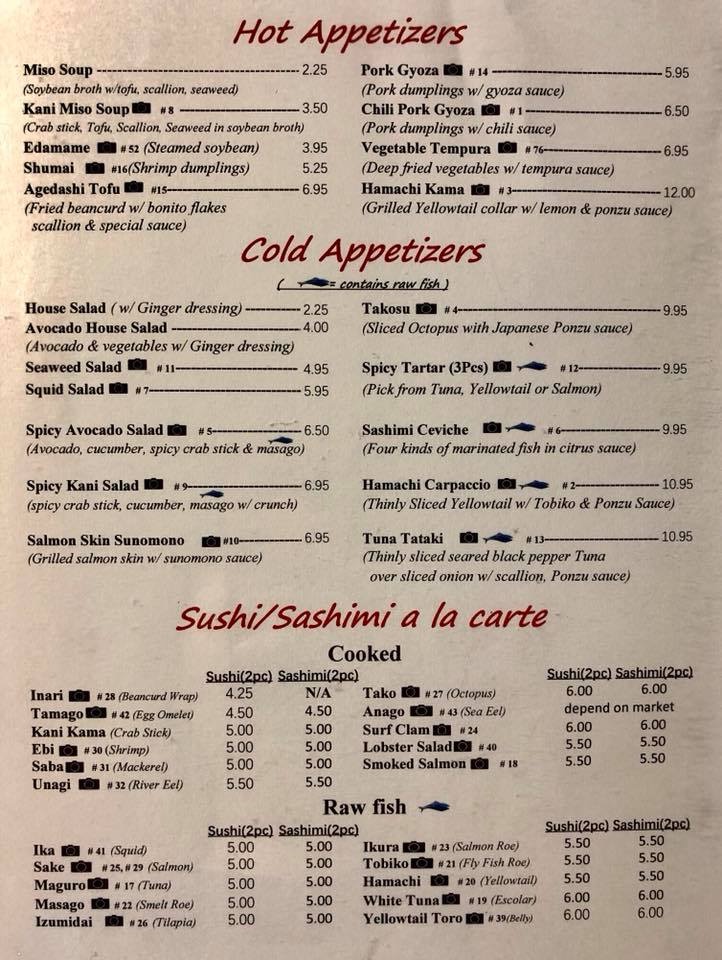 Hot Appetizers
Miso Soup 2.25
(Soybean broth w/tofu, scallion, seaweed)
Kani Miso Soup # 8 3.50
(Crab stick, Tofu, Scallion, Seaweed in soybean broth)
Edamame # 52 (Steamed soybean) 3.95
Shumai #16(Shrimp dumplings) 5.25
Agedashi Tofu #15 6.95
(Fried beancurd w/ bonito flakes
scallion & special sauce)
Pork Gyoza # 14 5.95
(Pork dumplings w/ gyoza sauce)
Chili Pork Gyoza # 1 6.50
(Pork dumplings w/ chili sauce)
Vegetable Tempura # 76 6.95
(Deep fried vegetables w/ tempura sauce)
Hamachi Kama # 3 12.00
(Grilled Yellowtail collar w/ lemon & ponzu sauce)
Cold Appetizers
( = contains raw fish )
House Salad ( w/ Ginger dressing) 2.25
Avocado House Salad 4.00
(Avocado & vegetables w/ Ginger dressing)
Seaweed Salad # 11 4.95
Squid Salad # 7 5.95
Spicy Avocado Salad # 5 6.50
(Avocado, cucumber, spicy crab stick & masago)
Spicy Kani Salad # 9 6.95
(spicy crab stick, cucumber, masago w/ crunch)
Salmon Skin Sunomono #10 6.95
(Grilled salmon skin w/ sunomono sauce)
Takosu # 4 9.95
(Sliced Octopus with Japanese Ponzu sauce)
Spicy Tartar (3Pcs) # 12 9.95
(Pick from Tuna, Yellowtail or Salmon)
Sashimi Ceviche # 6 9.95
(Four kinds of marinated fish in citrus sauce)
Hamachi Carpaccio # 2 10.95
(Thinly Sliced Yellowtail w/ Tobiko & Ponzu Sauce)
Tuna Tataki # 13 10.95
(Thinly sliced seared black pepper Tuna
over sliced onion w/ scallion, Ponzu sauce)
Sushi/Sashimi a la carte
Cooked
Sushi(2pc) Sashimi(2pc)
Inari # 28 (Beancurd Wrap) 4.25 N/A
Tamago # 42 (Egg Omelet) 4.50 4.50
Kani Kama (Crab Stick) 5.00 5.00
Ebi # 30 (Shrimp) 5.00 5.00
Saba # 31 (Mackerel) 5.00 5.00
Unagi # 32 (River Eel) 5.50 5.50
Sushi(2pc) Sashimi(2pc)
Tako # 27 (Octopus) 6.00 6.00
Anago # 43 (Sea Eel) depend on market
Surf Clam # 24 6.00 6.00
Lobster Salad # 40 5.50 5.50
Smoked Salmon # 18 5.50 5.50
Raw fish
Sushi(2pc) Sashimi(2pc)
Ika # 41 (Squid) 5.00 5.00
Sake # 25, # 29 (Salmon) 5.00 5.00
Maguro # 17 (Tuna) 5.00 5.00
Masago # 22 (Smelt Roe) 5.00 5.00
Izumidai # 26 (Tilapia) 5.00 5.00
Sushi(2pc) Sashimi(2pc)
Ikura # 23 (Salmon Roe) 5.50 5.50
Tobiko # 21 (Fly Fish Roe) 5.50 5.50
Hamachi # 20 (Yellowtail) 5.50 5.50
White Tuna # 19 (Escolar) 6.00 6.00
Yellowtail Toro # 39(Belly) 6.00 6.00